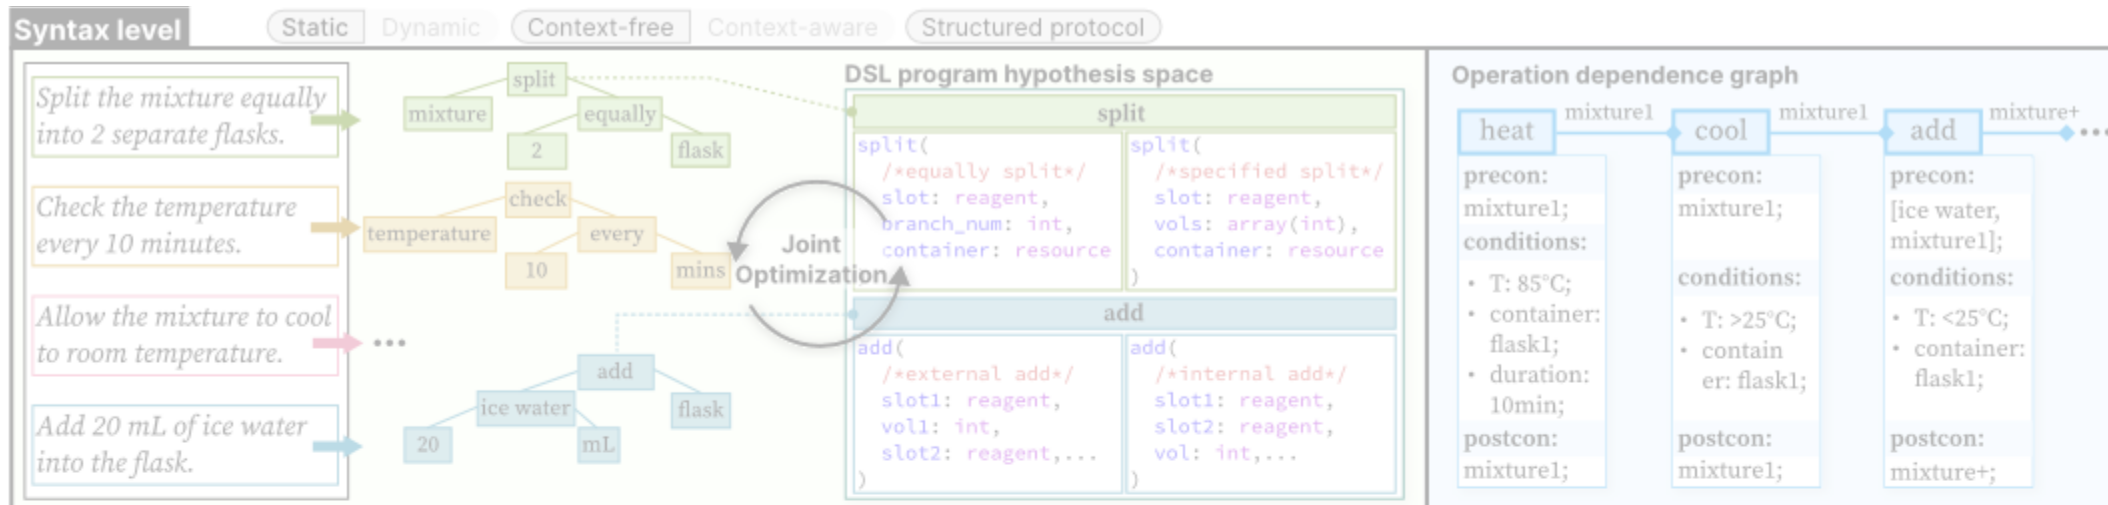 Syntax level
Static Dynamic Context-free Context-aware Structured protocol
Split the mixture equally
into 2 separate flasks.
Check the temperature
every 10 minutes.
Allow the mixture to cool
to room temperature.
Add 20 mL of ice water
into the flask.
split
mixture equally
2 flask
check
temperature every
10 mins
...
add
ice water flask
20 mL
Joint
Optimization
DSL program hypothesis space
split
split(
/*equally split*/
slot: reagent,
branch_num: int,
container: resource
split(
/*specified split*/
slot: reagent,
vols: array(int),
container: resource
)
add
add(
/*external add*/
slot1: reagent,
vol1: int,
slot2: reagent,...
)
add(
/*internal add*/
slot1: reagent,
slot2: reagent,
vol: int,...
)
Operation dependence graph
heat mixture1 cool mixture1 add mixture+ ...
precon:
mixture1;
conditions:
• T: 85°C;
• container:
flask1;
• duration:
10min;
postcon:
mixture1;
precon:
mixture1;
conditions:
• T: >25°C;
• contain
er: flask1;
postcon:
mixture1;
precon:
[ice water,
mixture1];
conditions:
• T: <25°C;
• container:
flask1;
postcon:
mixture+;